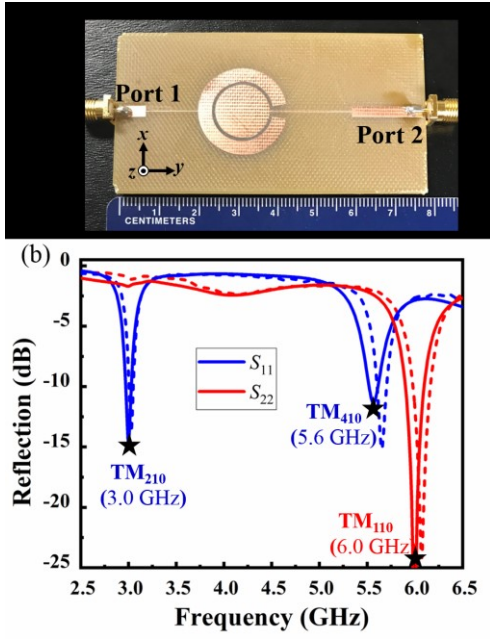 Port 1
Port 2
x
z
y
0 1 2 3 4 5 6 7 8
CENTIMETERS
(b)
0
-5
-10
-15
-20
-25
Reflection (dB)
S11
S22
TM210
(3.0 GHz)
TM410
(5.6 GHz)
TM110
(6.0 GHz)
2.5 3.0 3.5 4.0 4.5 5.0 5.5 6.0 6.5
Frequency (GHz)